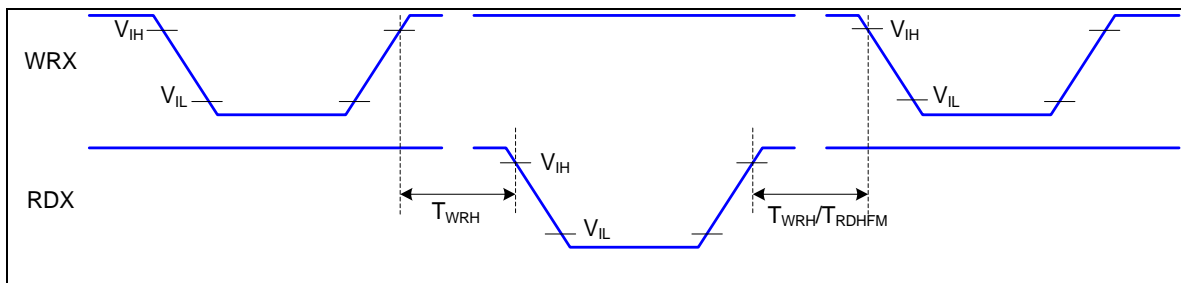 V_IH
V_IH
WRX
V_IL
V_IL
V_IH
RDX
T_WRH
T_WRH/T_RDHFM
V_IL